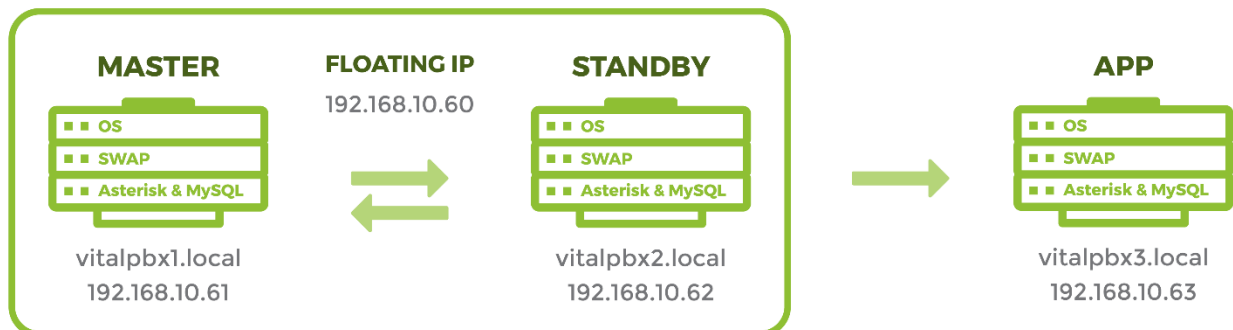 MASTER
OS
SWAP
Asterisk & MySQL
vitalpbx1.local
192.168.10.61
FLOATING IP
192.168.10.60
STANDBY
OS
SWAP
Asterisk & MySQL
vitalpbx2.local
192.168.10.62
APP
OS
SWAP
Asterisk & MySQL
vitalpbx3.local
192.168.10.63